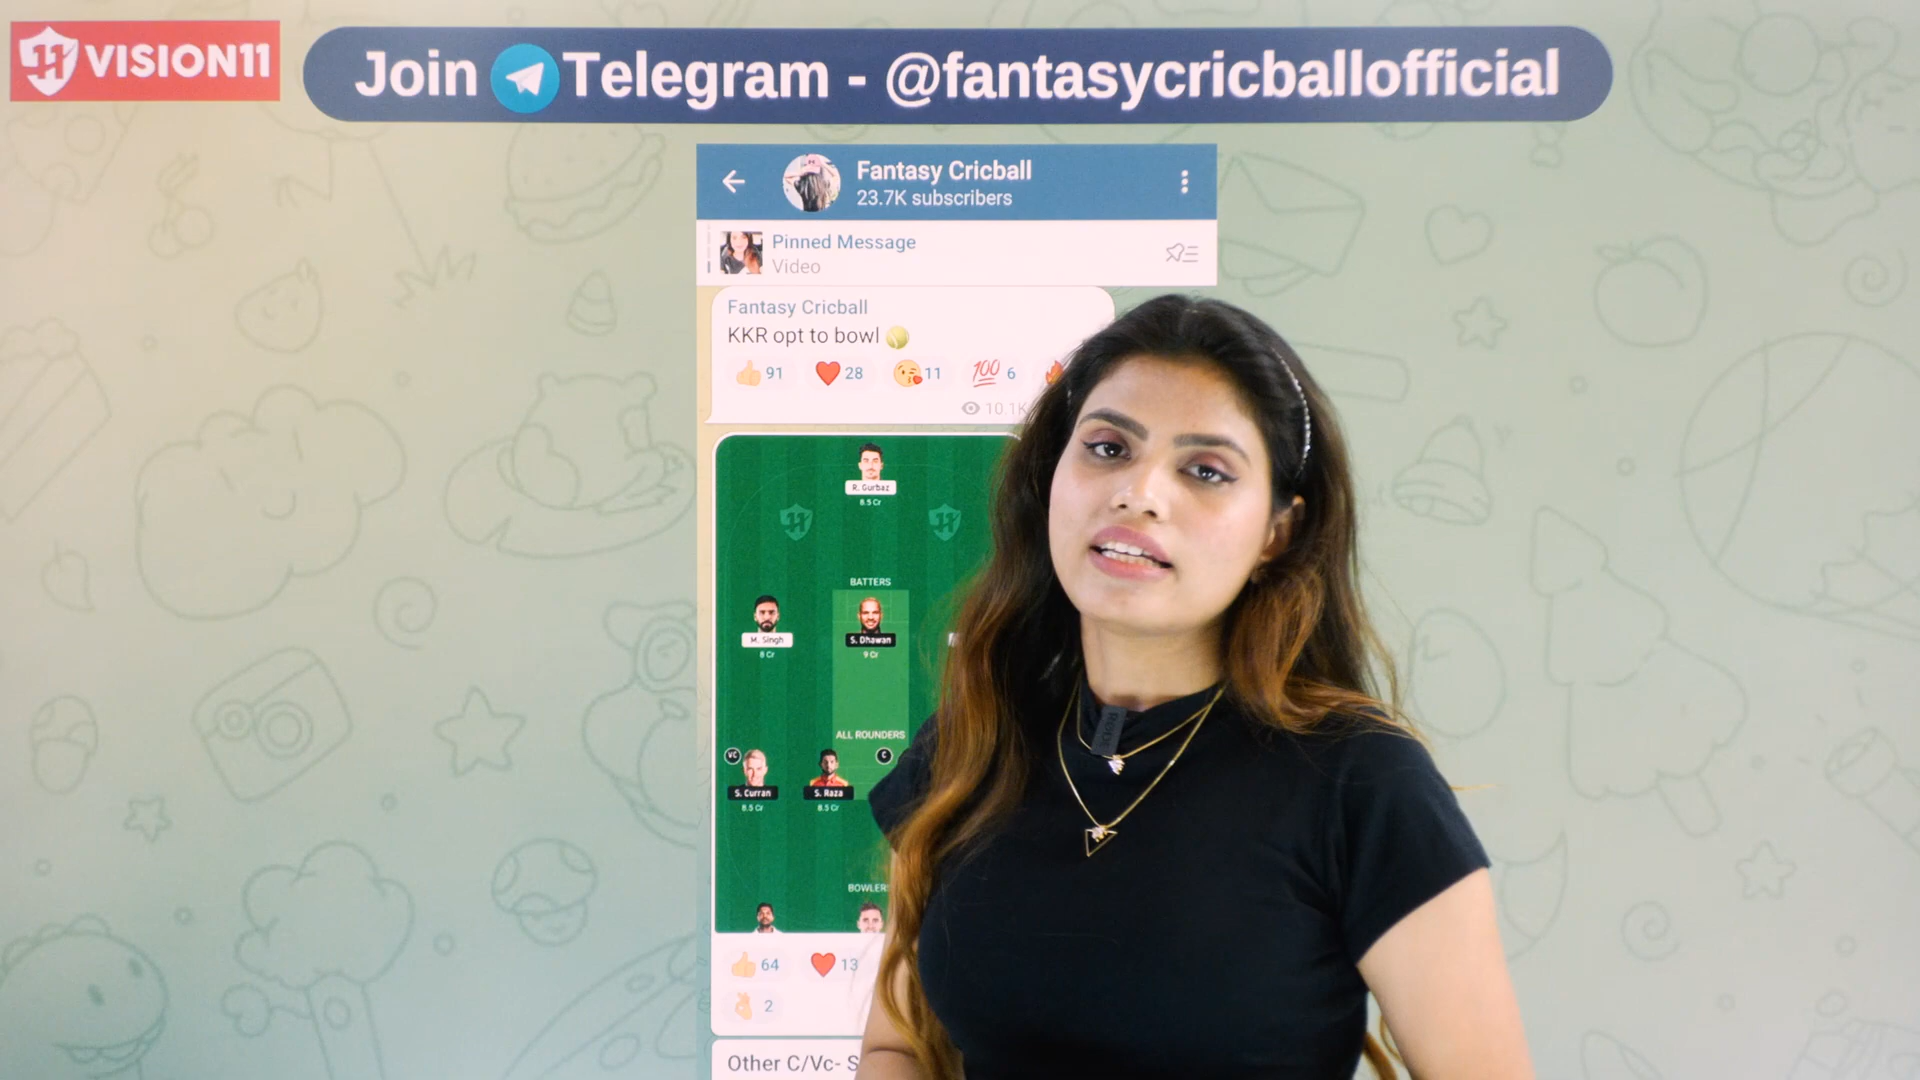 VISION11
Join Telegram - @fantasycricballofficial
Fantasy Cricball
23.7K subscribers
Pinned Message
Video
Fantasy Cricball
KKR opt to bowl
91 28 11 100 6
10.1K
R. Gurbaz
8.5 Cr
BATTERS
M. Singh S. Dhawan
8 Cr 9 Cr
ALL ROUNDERS
VC C
S. Curran S. Raza
8.5 Cr 8.5 Cr
BOWLERS
64 13
2
Other C/Vc- S